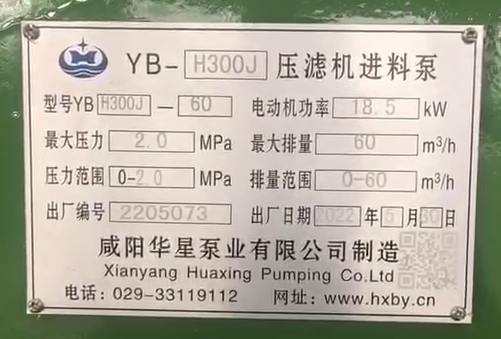 YB-H300J 压滤机进料泵
型号YB H300J — 60 电动机功率 18.5 kW
最大压力 2.0 MPa 最大排量 60 m³/h
压力范围 0-2.0 MPa 排量范围 0-60 m³/h
出厂编号 2205073 出厂日期 2022 年 5 月 30 日
咸阳华星泵业有限公司制造
Xianyang Huaxing Pumping Co.Ltd
电话：029-33119112 网址：www.hxby.cn